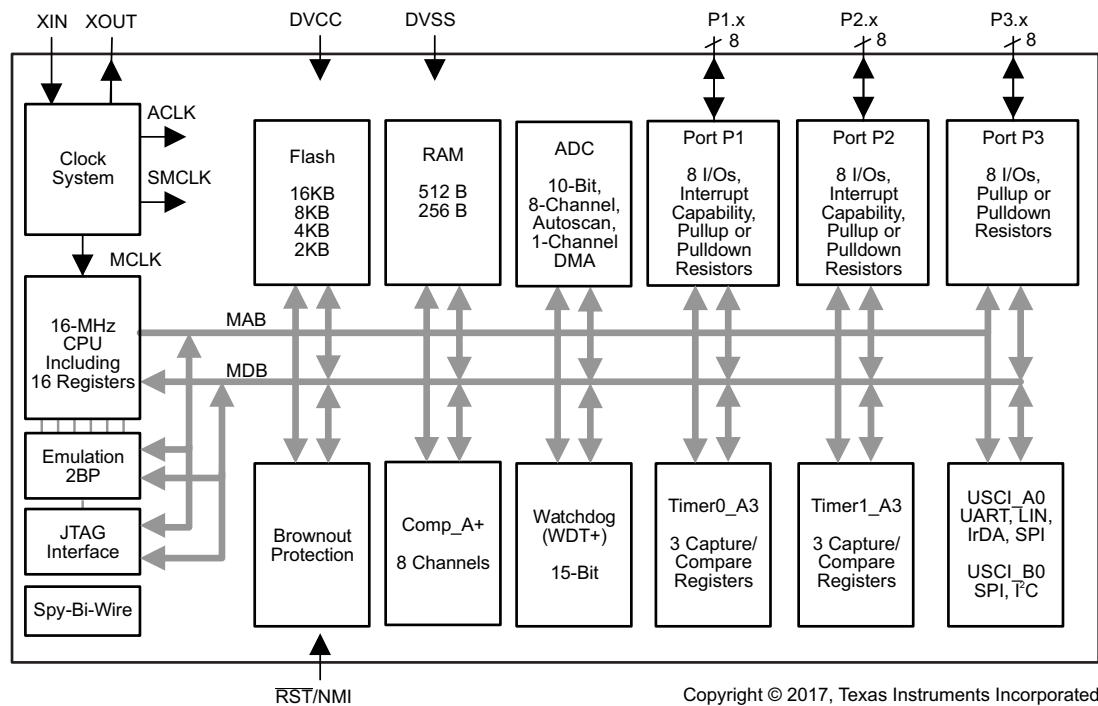 XIN XOUT DVCC DVSS P1.x P2.x P3.x
8 8 8
ACLK
SMCLK
MCLK
Clock
System
Flash
16KB
8KB
4KB
2KB
RAM
512 B
256 B
ADC
10-Bit,
8-Channel,
Autoscan,
1-Channel
DMA
Port P1
8 I/Os,
Interrupt
Capability,
Pullup or
Pulldown
Resistors
Port P2
8 I/Os,
Interrupt
Capability,
Pullup or
Pulldown
Resistors
Port P3
8 I/Os,
Pullup or
Pulldown
Resistors
16-MHz
CPU
Including
16 Registers
MAB
MDB
Emulation
2BP
JTAG
Interface
Spy-Bi-Wire
Brownout
Protection
Comp_A+
8 Channels
Watchdog
(WDT+)
15-Bit
Timer0_A3
3 Capture/
Compare
Registers
Timer1_A3
3 Capture/
Compare
Registers
USCI_A0
UART, LIN,
IrDA, SPI
USCI_B0
SPI, I²C
RST/NMI
Copyright © 2017, Texas Instruments Incorporated